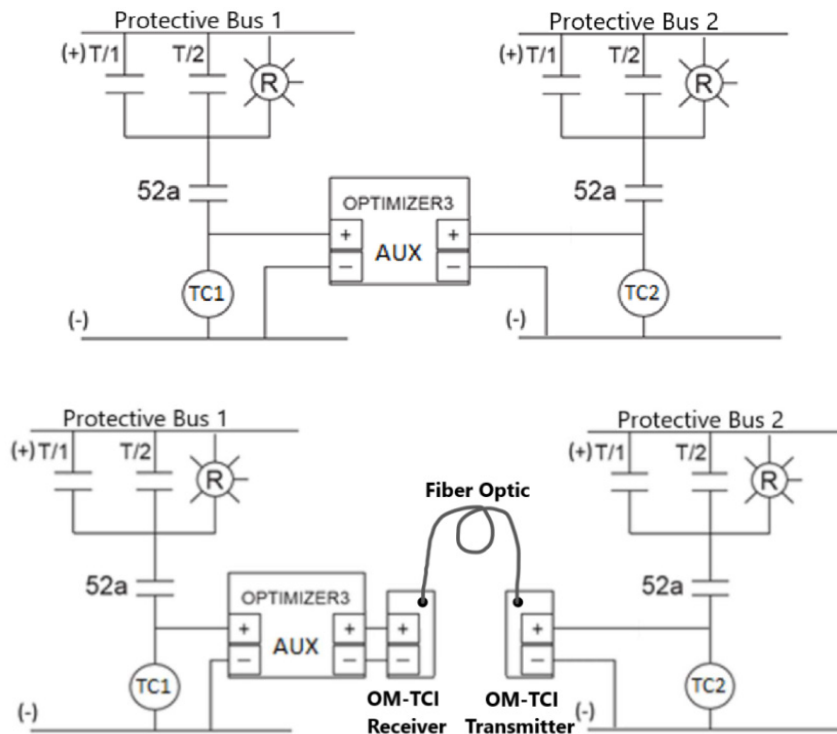 Protective Bus 1
Protective Bus 2
(+) T/1 T/2 R
(+) T/1 T/2 R
52a
52a
OPTIMIZER3
+ +
AUX
− −
TC1
TC2
(-)
(-)
Protective Bus 1
Protective Bus 2
(+) T/1 T/2 R
(+) T/1 T/2 R
Fiber Optic
52a
52a
OPTIMIZER3
+ + + +
AUX
− − − −
TC1
TC2
OM-TCI
Receiver
OM-TCI
Transmitter
(-)
(-)